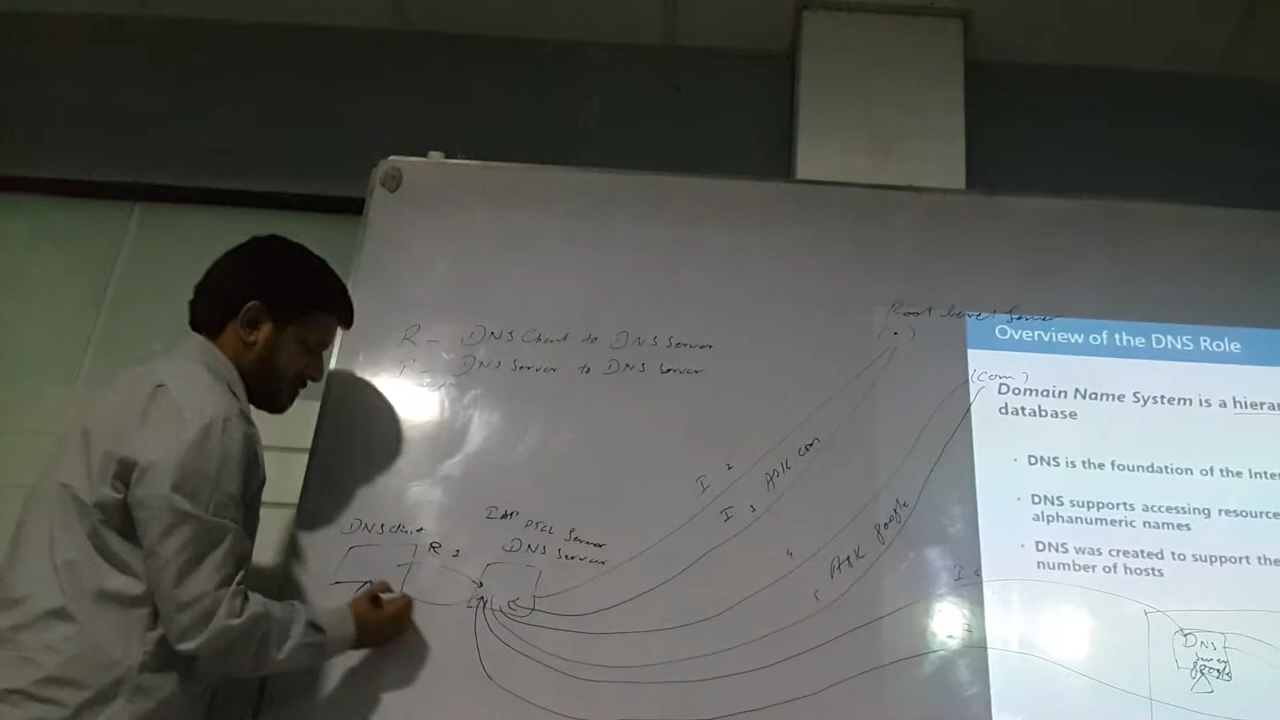 R - DNS Client to DNS Server
I - DNS Server to DNS Server
Root Level Server
(.)
(com)
Overview of the DNS Role
Domain Name System is a hierar
database
· DNS is the foundation of the Inte
· DNS supports accessing resource
alphanumeric names
· DNS was created to support the
number of hosts
I 2
I 3 ASK com
ASK google
DNS Client
R 1
PTCL Server
DNS Server
DNS
google